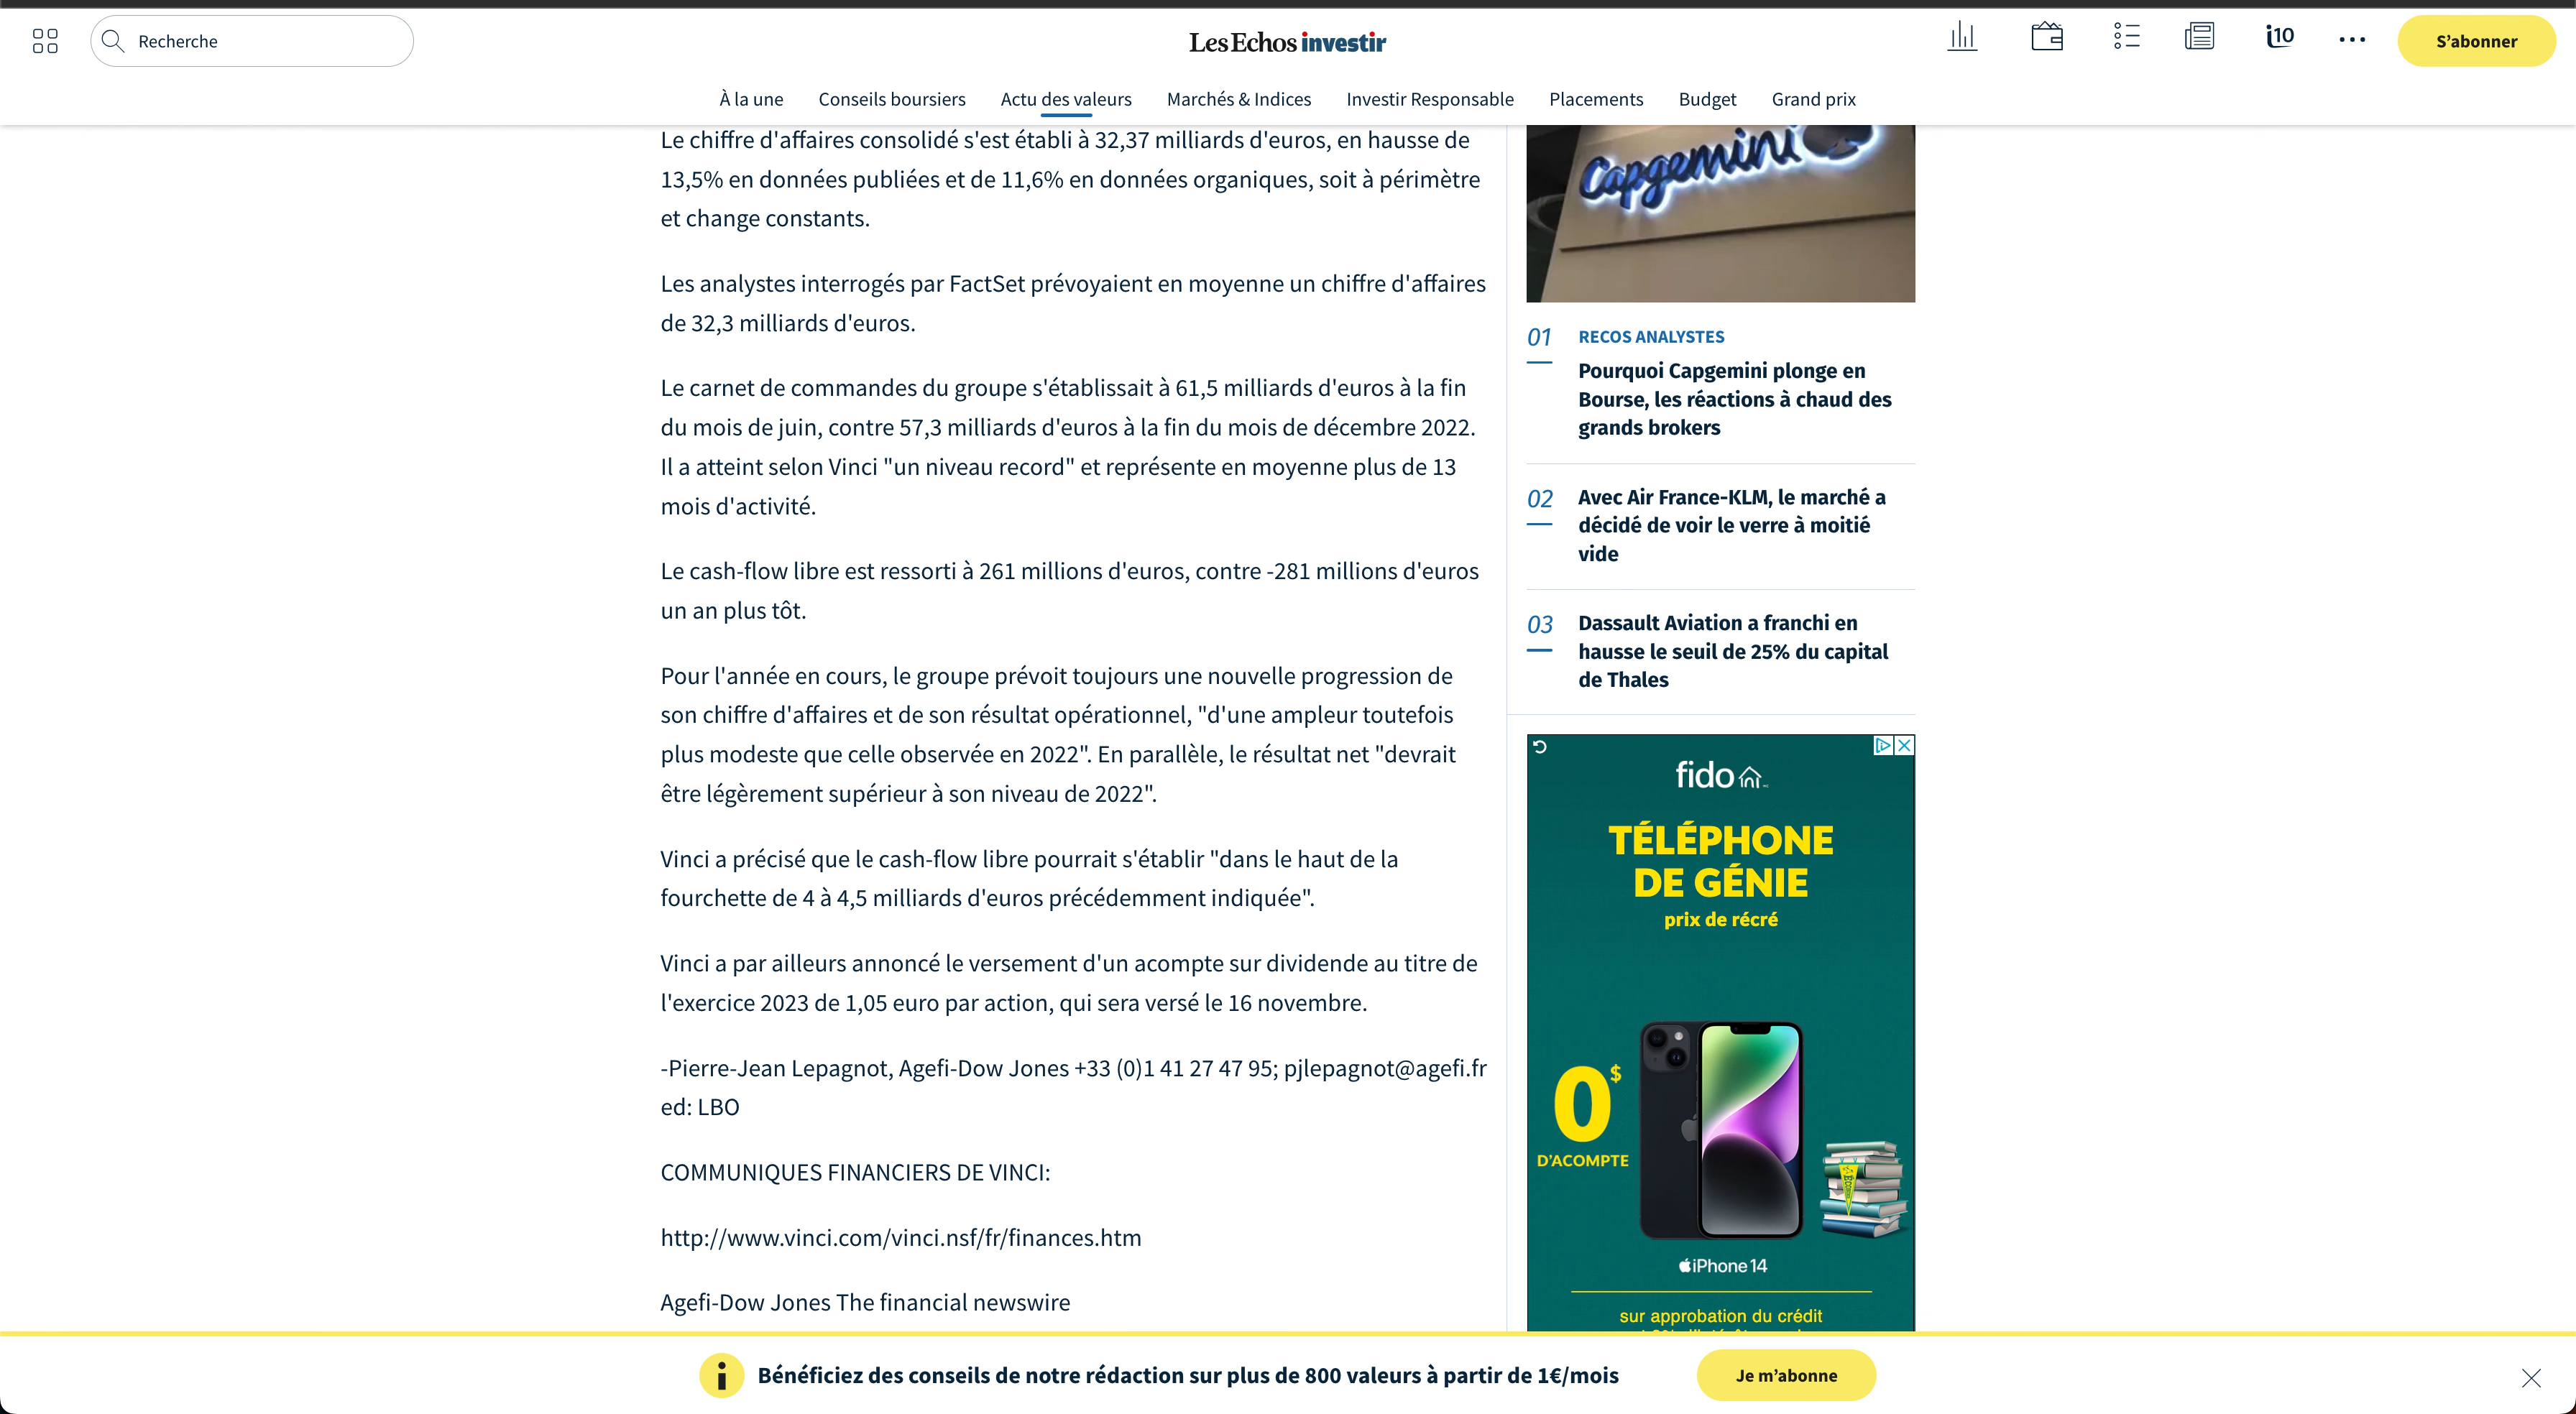 Recherche
Les Echos investir
i10
S'abonner
À la une
Conseils boursiers
Actu des valeurs
Marchés & Indices
Investir Responsable
Placements
Budget
Grand prix
Le chiffre d'affaires consolidé s'est établi à 32,37 milliards d'euros, en hausse de
13,5% en données publiées et de 11,6% en données organiques, soit à périmètre
et change constants.
Les analystes interrogés par FactSet prévoyaient en moyenne un chiffre d'affaires
de 32,3 milliards d'euros.
Le carnet de commandes du groupe s'établissait à 61,5 milliards d'euros à la fin
du mois de juin, contre 57,3 milliards d'euros à la fin du mois de décembre 2022.
Il a atteint selon Vinci "un niveau record" et représente en moyenne plus de 13
mois d'activité.
Le cash-flow libre est ressorti à 261 millions d'euros, contre -281 millions d'euros
un an plus tôt.
Pour l'année en cours, le groupe prévoit toujours une nouvelle progression de
son chiffre d'affaires et de son résultat opérationnel, "d'une ampleur toutefois
plus modeste que celle observée en 2022". En parallèle, le résultat net "devrait
être légèrement supérieur à son niveau de 2022".
Vinci a précisé que le cash-flow libre pourrait s'établir "dans le haut de la
fourchette de 4 à 4,5 milliards d'euros précédemment indiquée".
Vinci a par ailleurs annoncé le versement d'un acompte sur dividende au titre de
l'exercice 2023 de 1,05 euro par action, qui sera versé le 16 novembre.
-Pierre-Jean Lepagnot, Agefi-Dow Jones +33 (0)1 41 27 47 95; pjlepagnot@agefi.fr
ed: LBO
COMMUNIQUES FINANCIERS DE VINCI:
http://www.vinci.com/vinci.nsf/fr/finances.htm
Agefi-Dow Jones The financial newswire
Capgemini
01
RECOS ANALYSTES
Pourquoi Capgemini plonge en
Bourse, les réactions à chaud des
grands brokers
02
Avec Air France-KLM, le marché a
décidé de voir le verre à moitié
vide
03
Dassault Aviation a franchi en
hausse le seuil de 25% du capital
de Thales
fido
TÉLÉPHONE
DE GÉNIE
prix de récré
0$
D'ACOMPTE
iPhone 14
sur approbation du crédit
Bénéficiez des conseils de notre rédaction sur plus de 800 valeurs à partir de 1€/mois
Je m'abonne